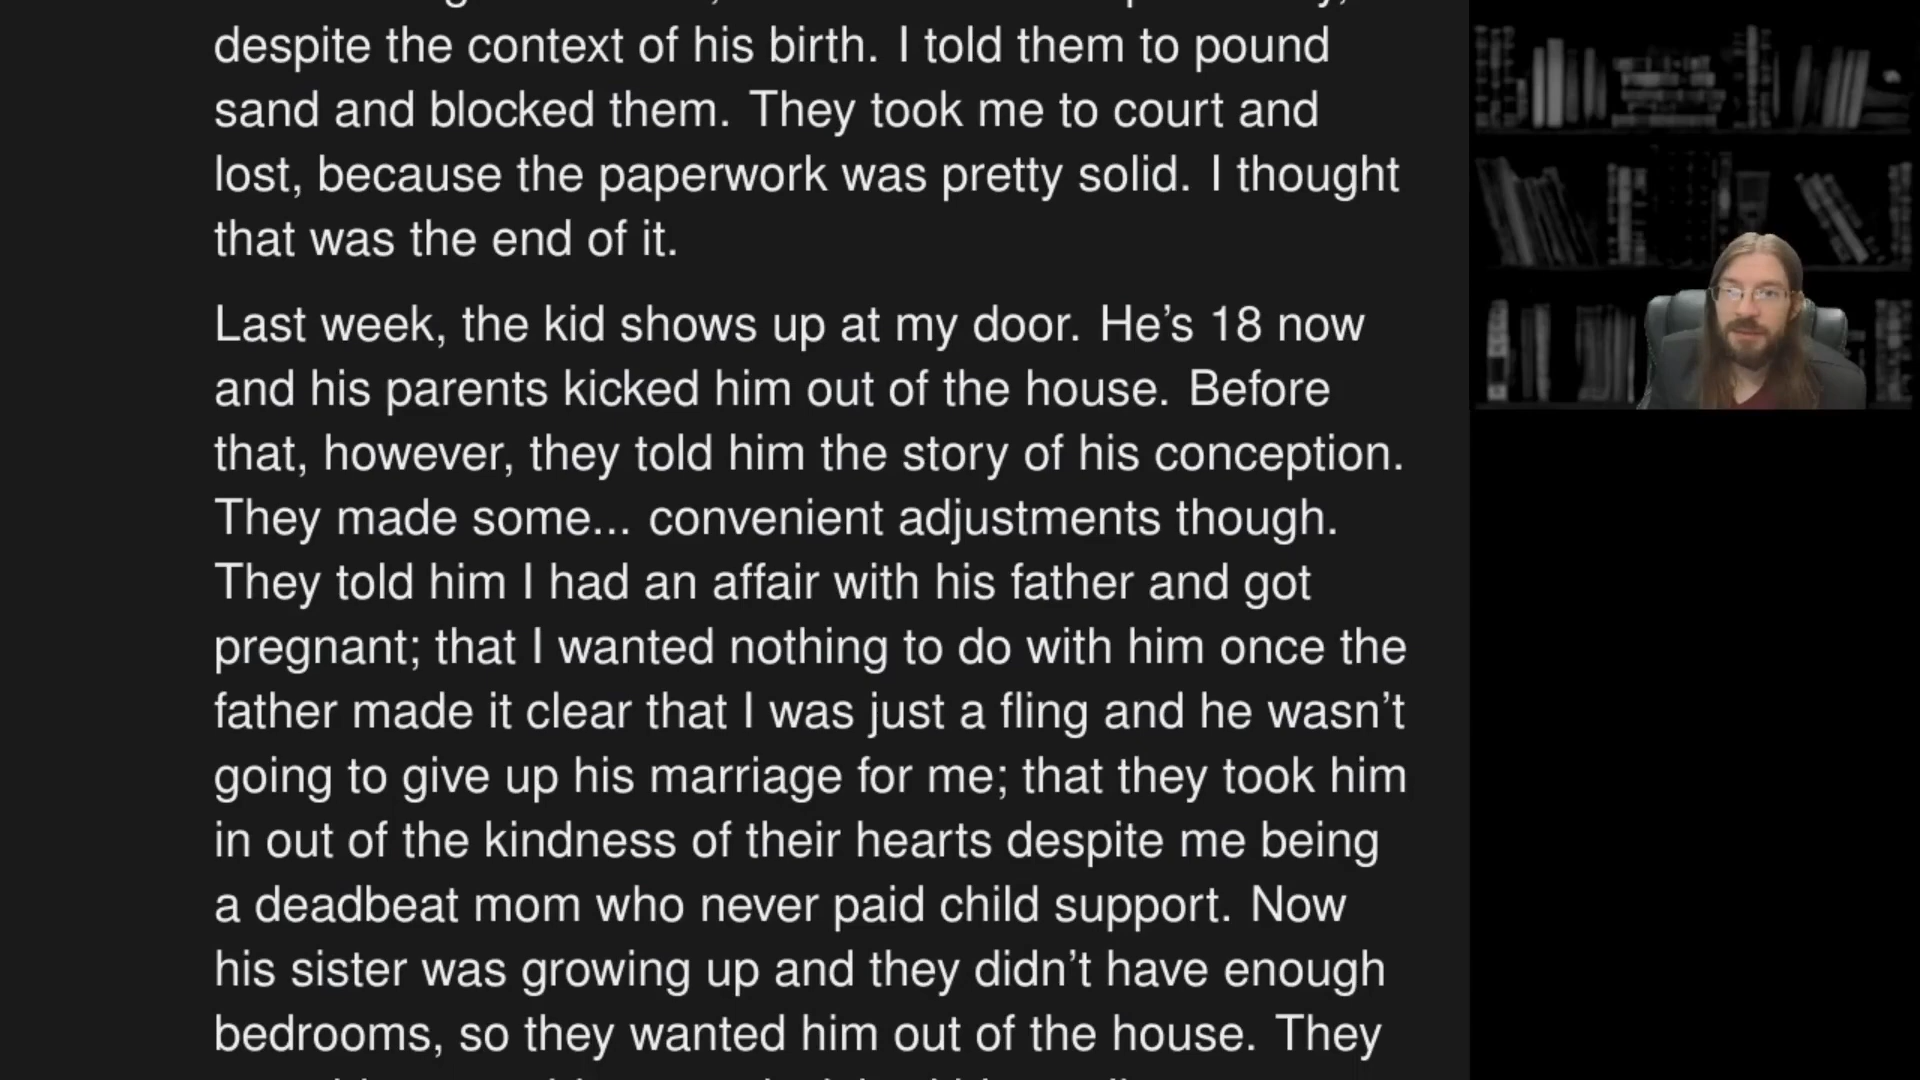 despite the context of his birth. I told them to pound
sand and blocked them. They took me to court and
lost, because the paperwork was pretty solid. I thought
that was the end of it.
Last week, the kid shows up at my door. He’s 18 now
and his parents kicked him out of the house. Before
that, however, they told him the story of his conception.
They made some... convenient adjustments though.
They told him I had an affair with his father and got
pregnant; that I wanted nothing to do with him once the
father made it clear that I was just a fling and he wasn’t
going to give up his marriage for me; that they took him
in out of the kindness of their hearts despite me being
a deadbeat mom who never paid child support. Now
his sister was growing up and they didn’t have enough
bedrooms, so they wanted him out of the house. They